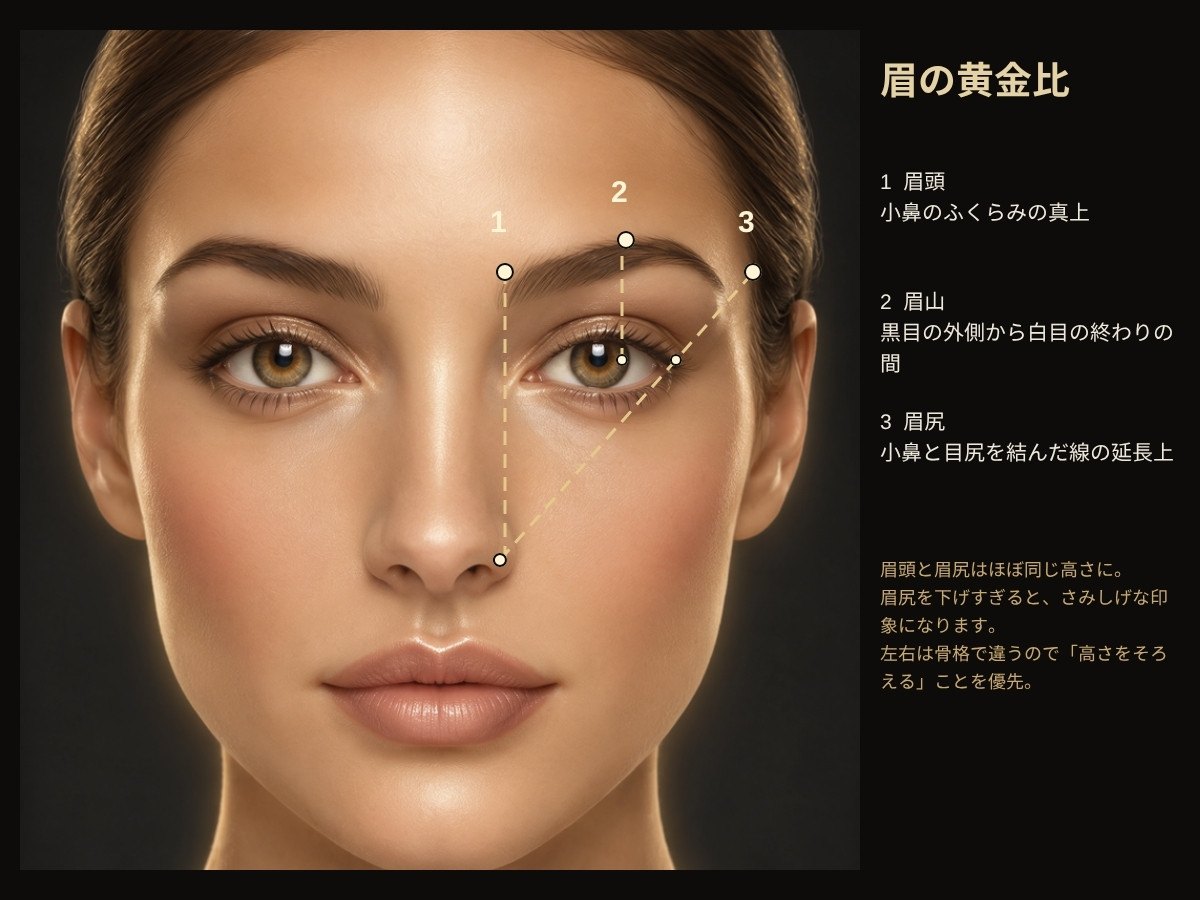 眉の黄金比
1
2
3
1 眉頭
小鼻のふくらみの真上
2 眉山
黒目の外側から白目の終わりの
間
3 眉尻
小鼻と目尻を結んだ線の延長上
眉頭と眉尻はほぼ同じ高さに。
眉尻を下げすぎると、さみしげな印
象になります。
左右は骨格で違うので「高さをそろ
える」ことを優先。